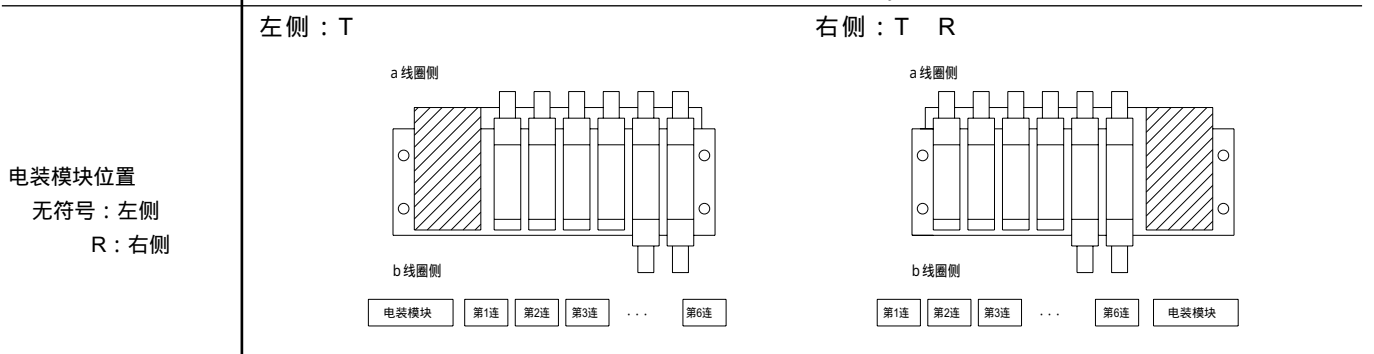 左侧：T
右侧：T R
a 线圈侧
a 线圈侧
电装模块位置
无符号：左侧
R：右侧
b 线圈侧
b 线圈侧
电装模块 第1连 第2连 第3连 ··· 第6连
第1连 第2连 第3连 ··· 第6连 电装模块